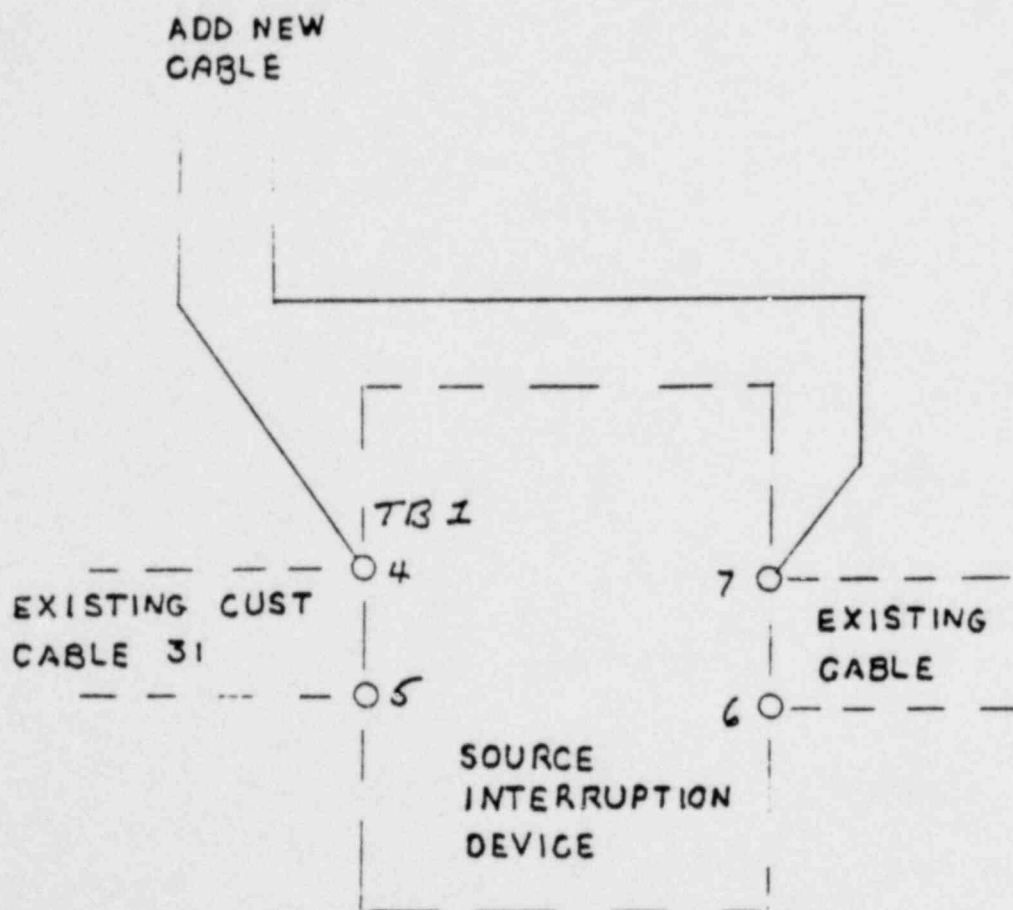 ADD NEW
CABLE
TB 1
4
7
EXISTING CUST
CABLE 31
EXISTING
CABLE
5
6
SOURCE
INTERRUPTION
DEVICE